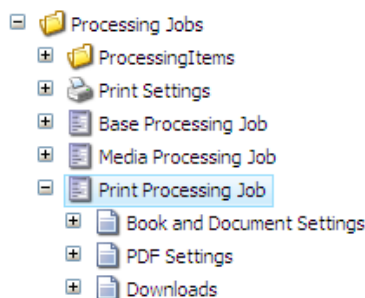 Processing Jobs
ProcessingItems
Print Settings
Base Processing Job
Media Processing Job
Print Processing Job
Book and Document Settings
PDF Settings
Downloads